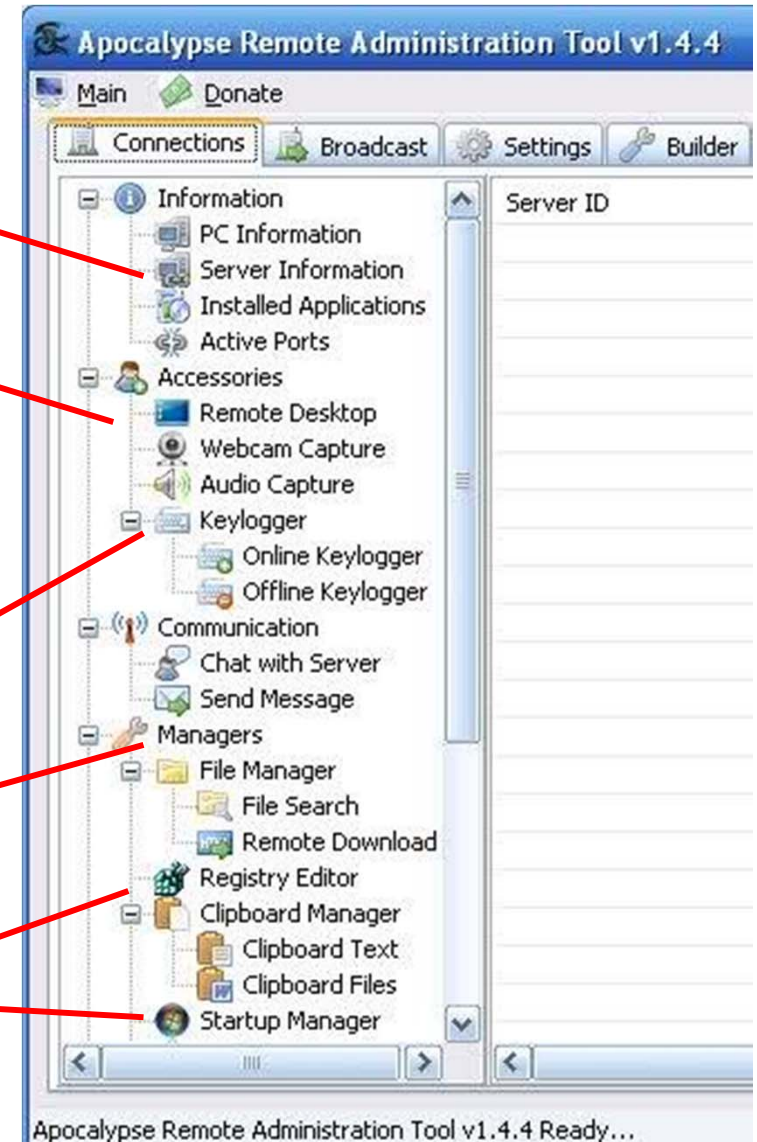 Apocalypse Remote Administration Tool v1.4.4
Main Donate
Connections Broadcast Settings Builder
Information
PC Information
Server Information
Installed Applications
Active Ports
Accessories
Remote Desktop
Webcam Capture
Audio Capture
Keylogger
Online Keylogger
Offline Keylogger
Communication
Chat with Server
Send Message
Managers
File Manager
File Search
Remote Download
Registry Editor
Clipboard Manager
Clipboard Text
Clipboard Files
Startup Manager
Server ID
Apocalypse Remote Administration Tool v1.4.4 Ready...